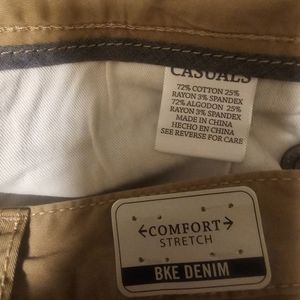 CASUALS
72% COTTON 25%
RAYON 3% SPANDEX
72% ALGODON 25%
RAYON 3% SPANDEX
MADE IN CHINA
HECHO EN CHINA
SEE REVERSE FOR CARE
COMFORT
STRETCH
BKE DENIM